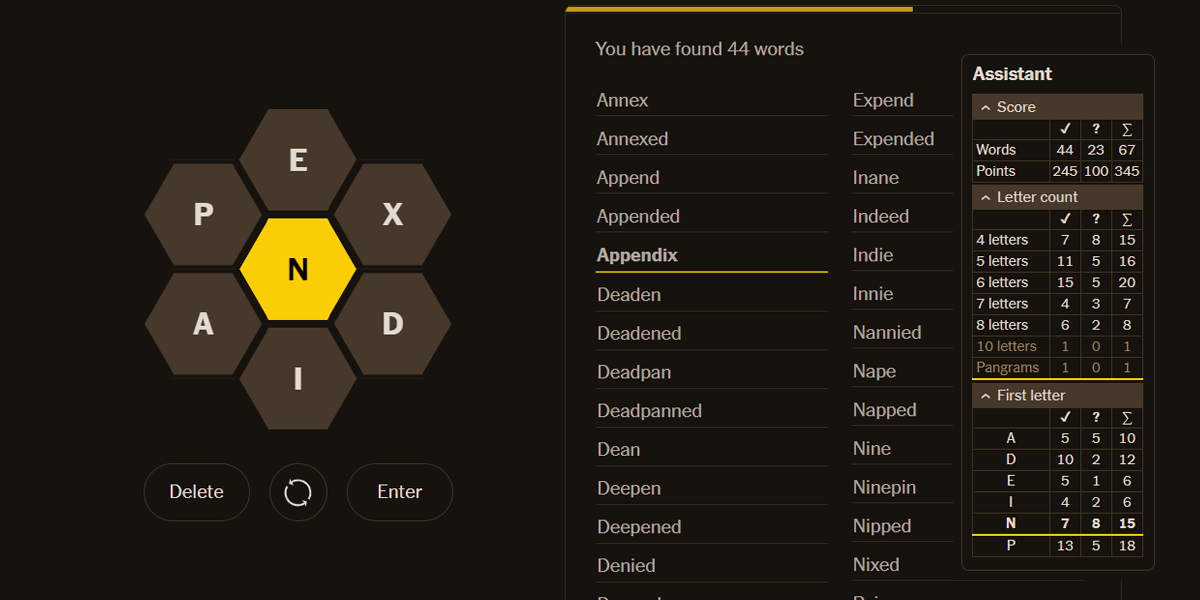 E
P
X
N
A
D
I
Delete
Enter
You have found 44 words
Annex
Annexed
Append
Appended
Appendix
Deaden
Deadened
Deadpan
Deadpanned
Dean
Deepen
Deepened
Denied
Expend
Expended
Inane
Indeed
Indie
Innie
Nannied
Nape
Napped
Nine
Ninepin
Nipped
Nixed
Assistant
Score
✓ ? ∑
Words 44 23 67
Points 245 100 345
Letter count
✓ ? ∑
4 letters 7 8 15
5 letters 11 5 16
6 letters 15 5 20
7 letters 4 3 7
8 letters 6 2 8
10 letters 1 0 1
Pangrams 1 0 1
First letter
✓ ? ∑
A 5 5 10
D 10 2 12
E 5 1 6
I 4 2 6
N 7 8 15
P 13 5 18